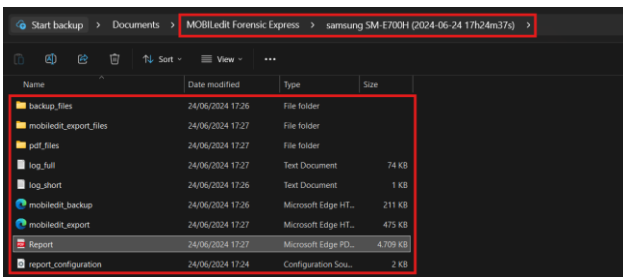 Start backup > Documents > MOBILedit Forensic Express > samsung SM-E700H (2024-06-24 17h24m37s) >
Sort View ...
Name Date modified Type Size
backup_files 24/06/2024 17:26 File folder
mobiledit_export_files 24/06/2024 17:27 File folder
pdf_files 24/06/2024 17:27 File folder
log_full 24/06/2024 17:27 Text Document 74 KB
log_short 24/06/2024 17:26 Text Document 1 KB
mobiledit_backup 24/06/2024 17:26 Microsoft Edge HT... 211 KB
mobiledit_export 24/06/2024 17:27 Microsoft Edge HT... 475 KB
Report 24/06/2024 17:27 Microsoft Edge PD... 4.709 KB
report_configuration 24/06/2024 17:24 Configuration Sou... 2 KB